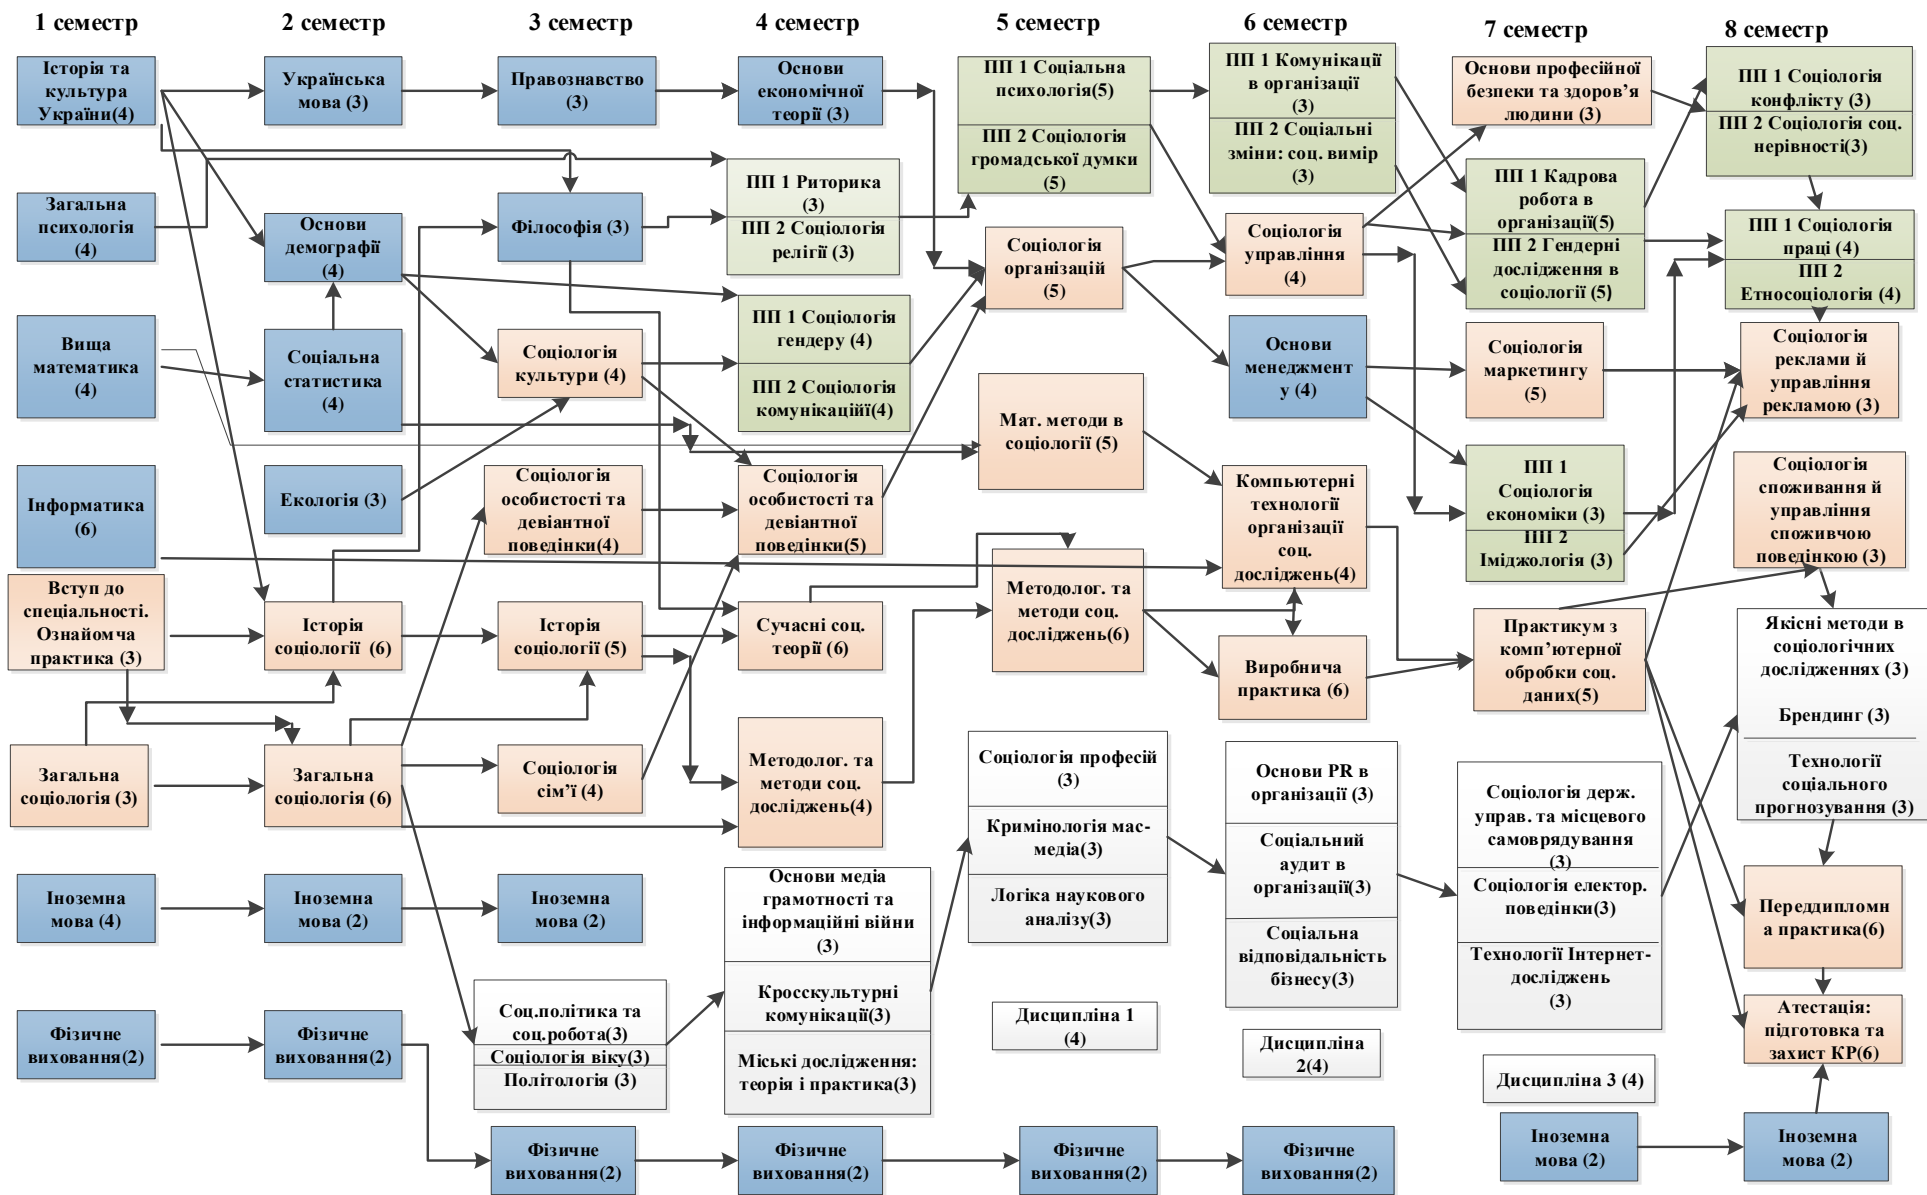 1 семестр
2 семестр
3 семестр
4 семестр
5 семестр
6 семестр
7 семестр
8 семестр
Історія та
культура
України(4)
Загальна
психологія
(4)
Вища
математика
(4)
Інформатика
(6)
Вступ до
спеціальності.
Ознайомча
практика (3)
Загальна
соціологія (3)
Іноземна
мова (4)
Фізичне
виховання(2)
Українська
мова (3)
Основи
демографії
(4)
Соціальна
статистика
(4)
Екологія (3)
Історія
соціології (6)
Загальна
соціологія (6)
Іноземна
мова (2)
Фізичне
виховання(2)
Правознавство
(3)
Філософія (3)
Соціологія
культури (4)
Соціологія
особистості та
девіантної
поведінки(4)
Історія
соціології (5)
Соціологія
сім’ї (4)
Іноземна
мова (2)
Соц.політика та
соц.робота(3)
Соціологія віку(3)
Політологія (3)
Фізичне
виховання(2)
Основи
економічної
теорії (3)
ПП 1 Риторика
(3)
ПП 2 Соціологія
релігії (3)
ПП 1 Соціологія
гендеру (4)
ПП 2 Соціологія
комунікаційї(4)
Соціологія
особистості та
девіантної
поведінки(5)
Сучасні соц.
теорії (6)
Методолог. та
методи соц.
досліджень(4)
Основи медіа
грамотності та
інформаційні війни
(3)
Кросскультурні
комунікації(3)
Міські дослідження:
теорія і практика(3)
Фізичне
виховання(2)
ПП 1 Соціальна
психологія(5)
ПП 2 Соціологія
громадської думки
(5)
Соціологія
організацій
(5)
Мат. методи в
соціології (5)
Методолог. та
методи соц.
досліджень(6)
Соціологія професій
(3)
Кримінологія мас-
медіа(3)
Логіка наукового
аналізу(3)
Дисципліна 1
(4)
Фізичне
виховання(2)
ПП 1 Комунікації
в організації
(3)
ПП 2 Соціальні
зміни: соц. вимір
(3)
Соціологія
управління
(4)
Основи
менеджмент
у (4)
Компьютерні
технології
організації
соц.
досліджень(4)
Виробнича
практика (6)
Основи PR в
організації (3)
Соціальний
аудит в
організації(3)
Соціальна
відповідальність
бізнесу(3)
Дисципліна
2(4)
Фізичне
виховання(2)
Основи професійної
безпеки та здоров’я
людини (3)
ПП 1 Кадрова
робота в
організації(5)
ПП 2 Гендерні
дослідження в
соціології (5)
Соціологія
маркетингу
(5)
ПП 1
Соціологія
економіки (3)
ПП 2
Іміджологія (3)
Практикум з
комп’ютерної
обробки соц.
даних(5)
Соціологія держ.
управ. та місцевого
самоврядування
(3)
Соціологія електор.
поведінки(3)
Технології Інтернет-
досліджень
(3)
Дисципліна 3 (4)
Іноземна
мова (2)
ПП 1 Соціологія
конфлікту (3)
ПП 2 Соціологія соц.
нерівності(3)
ПП 1 Соціологія
праці (4)
ПП 2
Етносоціологія (4)
Соціологія
реклами й
управління
рекламою (3)
Соціологія
споживання й
управління
споживчою
поведінкою (3)
Якісні методи в
соціологічних
дослідженнях (3)
Брендинг (3)
Технології
соціального
прогнозування (3)
Переддипломн
а практика(6)
Атестація:
підготовка та
захист КР(6)
Іноземна
мова (2)